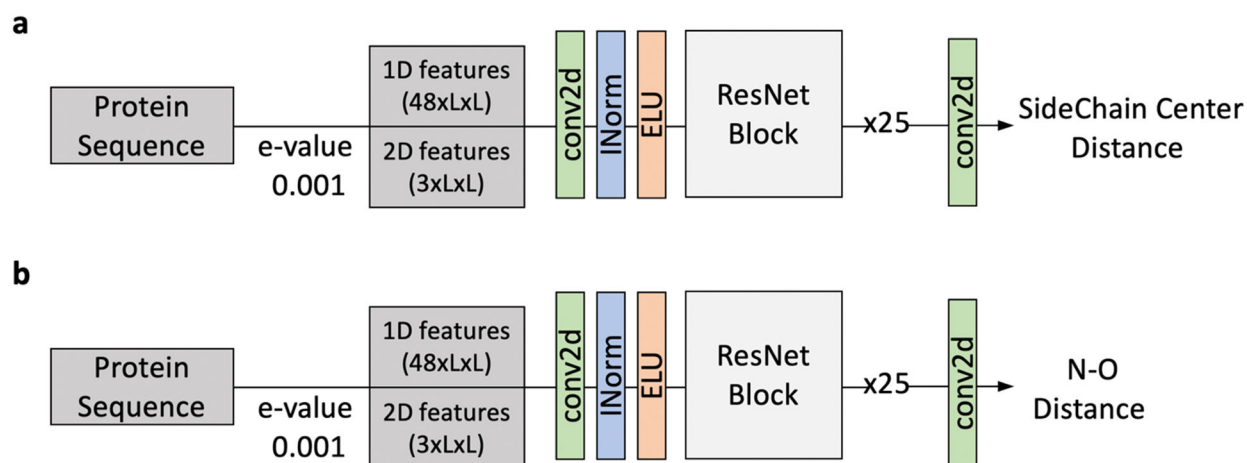 a
Protein
Sequence
e-value
0.001
1D features
(48xLxL)
2D features
(3xLxL)
conv2d
INorm
ELU
ResNet
Block
x25
conv2d
SideChain Center
Distance
b
Protein
Sequence
e-value
0.001
1D features
(48xLxL)
2D features
(3xLxL)
conv2d
INorm
ELU
ResNet
Block
x25
conv2d
N-O
Distance